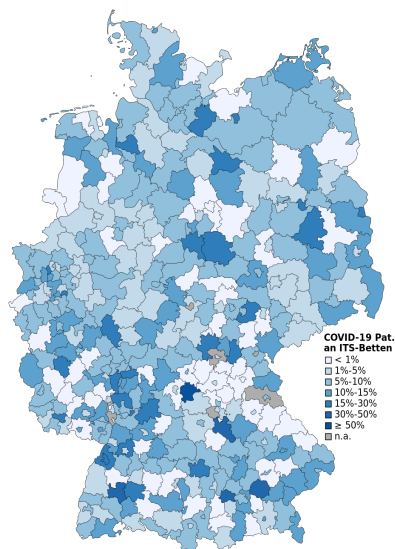 COVID-19 Pat.
an ITS-Betten
< 1%
1%-5%
5%-10%
10%-15%
15%-30%
30%-50%
≥ 50%
n.a.